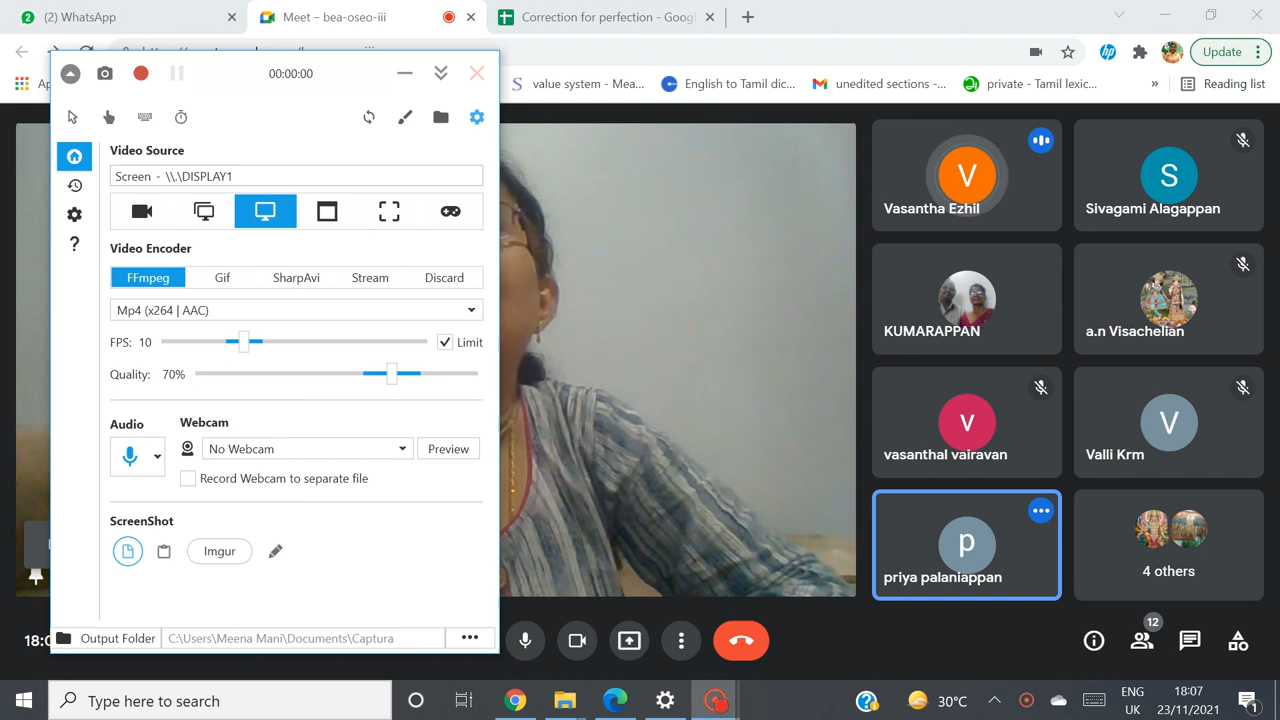 (2) WhatsApp
Meet – bea-oseo-iii
Correction for perfection - Googl
Update
value system - Mea...
English to Tamil dic...
unedited sections -...
private - Tamil lexic...
»
Reading list
00:00:00
Video Source
Screen - \\.\DISPLAY1
Video Encoder
FFmpeg
Gif
SharpAvi
Stream
Discard
Mp4 (x264 | AAC)
FPS: 10
Limit
Quality: 70%
Audio
Webcam
No Webcam
Preview
Record Webcam to separate file
ScreenShot
Imgur
Output Folder
C:\Users\Meena Mani\Documents\Captura
V
Vasantha Ezhil
S
Sivagami Alagappan
KUMARAPPAN
a.n Visachelian
v
vasanthal vairavan
V
Valli Krm
p
priya palaniappan
4 others
18:0
12
Type here to search
30°C
ENG
UK
18:07
23/11/2021
1